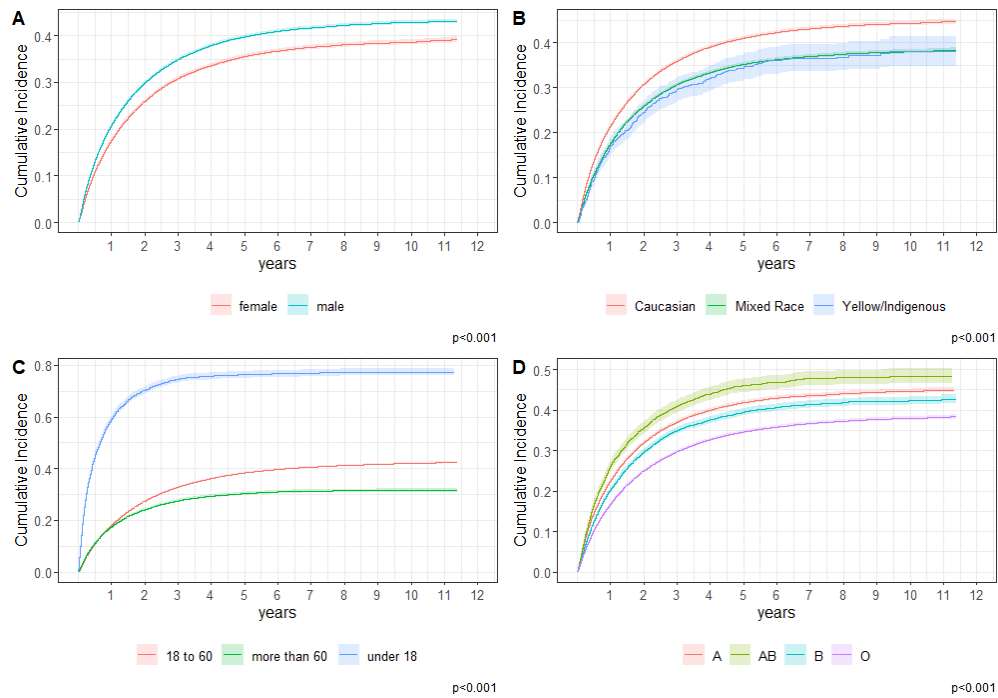 A
Cumulative Incidence
0.4
0.3
0.2
0.1
0.0
1 2 3 4 5 6 7 8 9 10 11 12
years
female male
p<0.001
B
Cumulative Incidence
0.4
0.3
0.2
0.1
0.0
1 2 3 4 5 6 7 8 9 10 11 12
years
Caucasian Mixed Race Yellow/Indigenous
p<0.001
C
Cumulative Incidence
0.8
0.6
0.4
0.2
0.0
1 2 3 4 5 6 7 8 9 10 11 12
years
18 to 60 more than 60 under 18
p<0.001
D
Cumulative Incidence
0.5
0.4
0.3
0.2
0.1
0.0
1 2 3 4 5 6 7 8 9 10 11 12
years
A AB B O
p<0.001